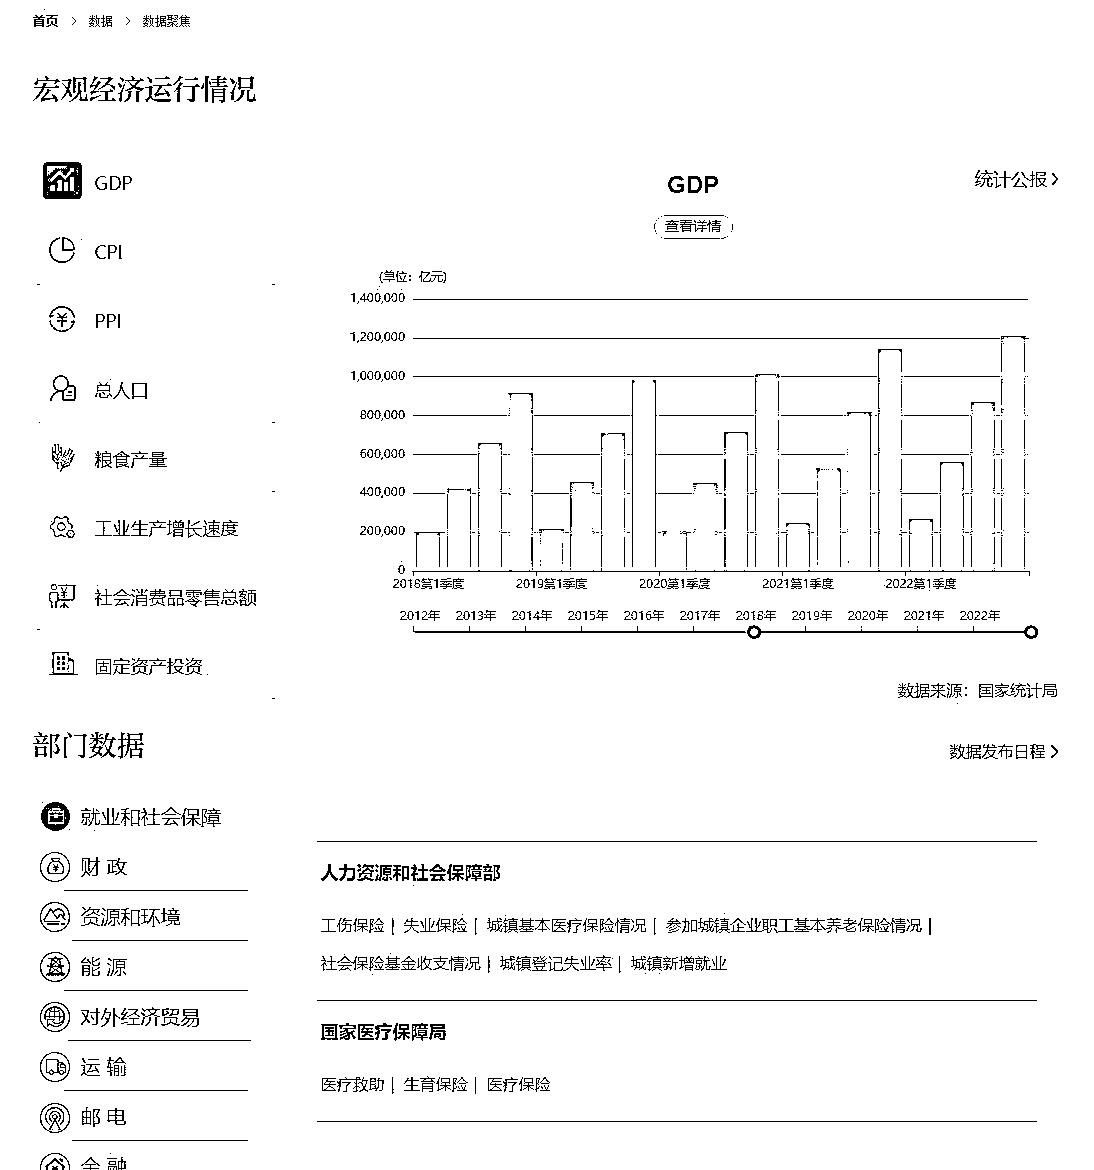 首页 > 数据 > 数据聚焦
宏观经济运行情况
GDP
CPI
PPI
总人口
粮食产量
工业生产增长速度
社会消费品零售总额
固定资产投资
GDP
统计公报 >
查看详情
(单位：亿元)
1,400,000
1,200,000
1,000,000
800,000
600,000
400,000
200,000
0
2018第1季度 2019第1季度 2020第1季度 2021第1季度 2022第1季度
2012年 2013年 2014年 2015年 2016年 2017年 2018年 2019年 2020年 2021年 2022年
数据来源：国家统计局
部门数据
数据发布日程 >
就业和社会保障
财 政
资源和环境
能 源
对外经济贸易
运 输
邮 电
金 融
人力资源和社会保障部
工伤保险 | 失业保险 | 城镇基本医疗保险情况 | 参加城镇企业职工基本养老保险情况 |
社会保险基金收支情况 | 城镇登记失业率 | 城镇新增就业
国家医疗保障局
医疗救助 | 生育保险 | 医疗保险